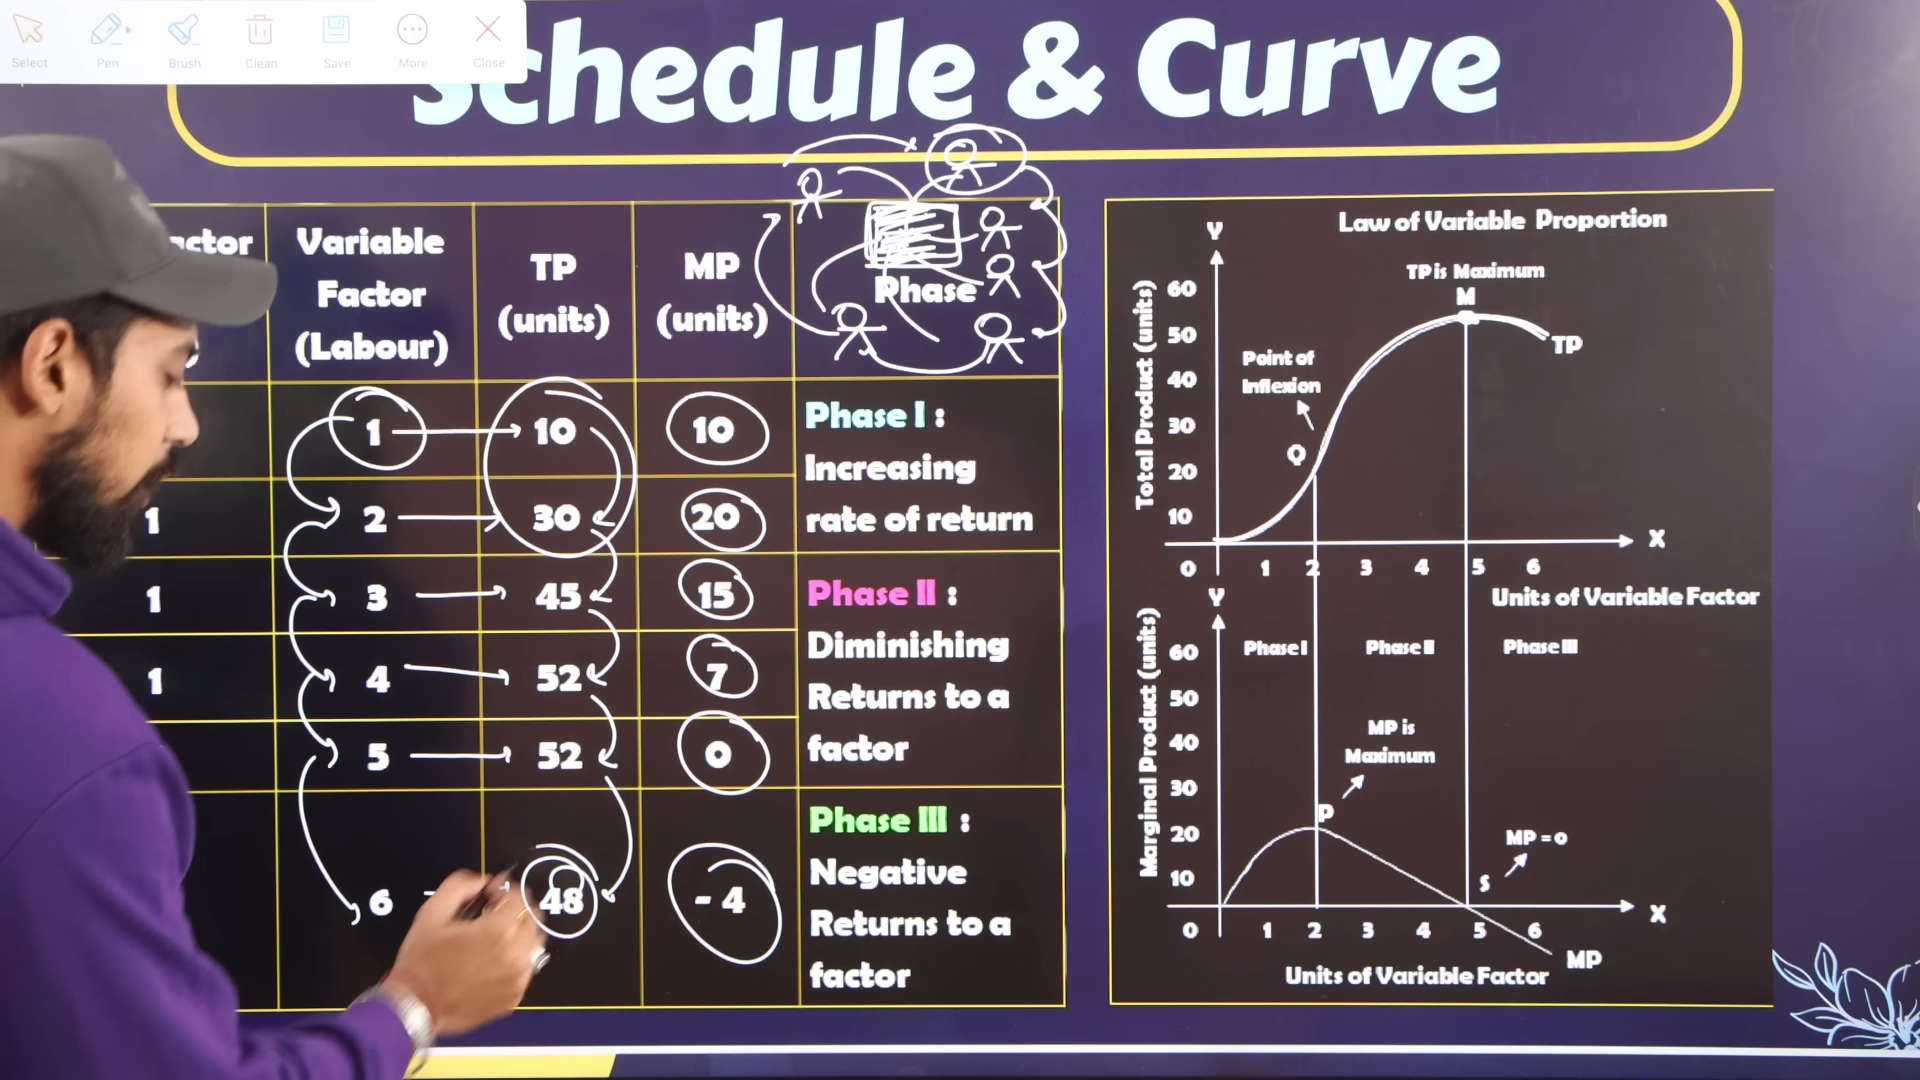 Select Pen Brush Clean Save More Close
Schedule & Curve
Variable
Factor
(Labour)
TP
(units)
MP
(units)
Phase
1 10 10
1 2 30 20
1 3 45 15
1 4 52 7
5 52 0
6 48 - 4
Phase I :
Increasing
rate of return
Phase II :
Diminishing
Returns to a
factor
Phase III :
Negative
Returns to a
factor
Law of Variable Proportion
Y
TP is Maximum
M
TP
Total Product (units)
60
50
40
30
20
10
Point of
Inflexion
Q
X
0 1 2 3 4 5 6
Units of Variable Factor
Y
Marginal Product (units)
Phase I Phase II Phase III
60
50
40
30
20
10
MP is
Maximum
P
MP = 0
S
X
0 1 2 3 4 5 6
MP
Units of Variable Factor